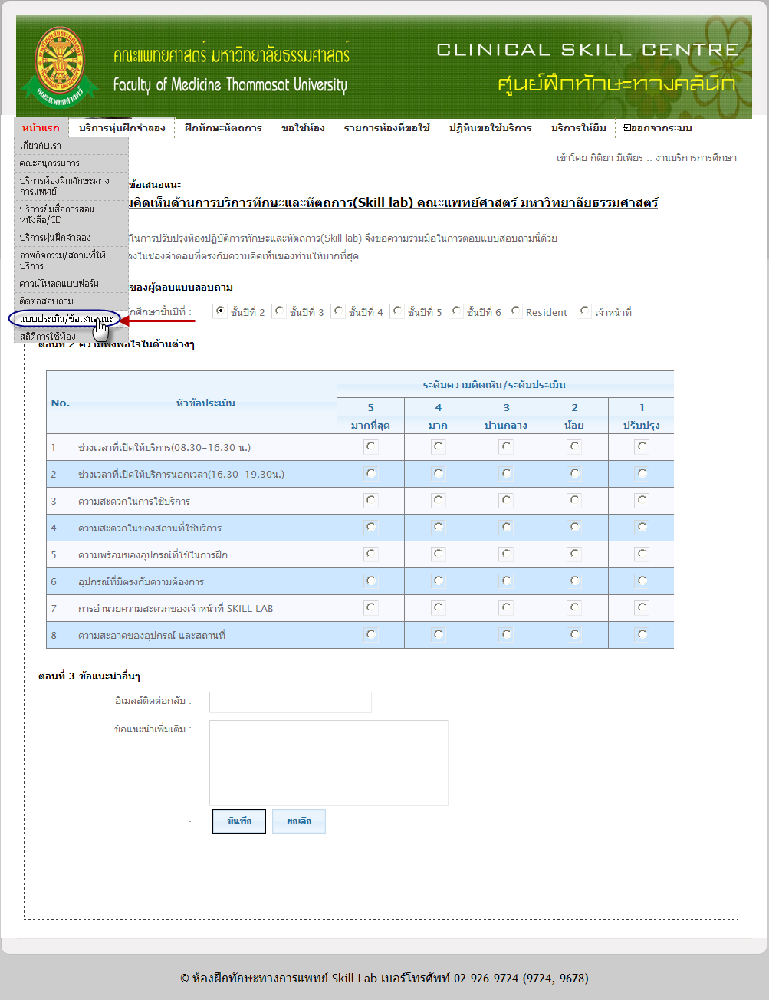 คณะแพทยศาสตร์ มหาวิทยาลัยธรรมศาสตร์
Faculty of Medicine Thammasat University
คณะแพทยศาสตร์
CLINICAL SKILL CENTRE
ศูนย์ฝึกทักษะทางคลินิก
หน้าแรก บริการหุ่นฝึกจำลอง ฝึกทักษะหัตถการ ขอใช้ห้อง รายการห้องที่ขอใช้ ปฏิทินขอใช้บริการ บริการให้ยืม ออกจากระบบ
เกี่ยวกับเรา
คณะอนุกรรมการ
บริการห้องฝึกทักษะทาง
การแพทย์
บริการยืมสื่อการสอน
หนังสือ/CD
บริการหุ่นฝึกจำลอง
ภาพกิจกรรม/สถานที่ให้
บริการ
ดาวน์โหลดแบบฟอร์ม
ติดต่อสอบถาม
แบบประเมิน/ข้อเสนอแนะ
สถิติการใช้ห้อง
เข้าโดย กิติยา มีเพียร :: งานบริการการศึกษา
ข้อเสนอแนะ
คิดเห็นด้านการบริการทักษะและหัตถการ(Skill lab) คณะแพทย์ศาสตร์ มหาวิทยาลัยธรรมศาสตร์
ในการปรับปรุงห้องปฏิบัติการทักษะและหัตถการ(Skill lab) จึงขอความร่วมมือในการตอบแบบสอบถามนี้ด้วย
ลงในช่องคำตอบที่ตรงกับความคิดเห็นของท่านให้มากที่สุด
ของผู้ตอบแบบสอบถาม
กศึกษาชั้นปีที่ : ชั้นปีที่ 2 ชั้นปีที่ 3 ชั้นปีที่ 4 ชั้นปีที่ 5 ชั้นปีที่ 6 Resident เจ้าหน้าที่
ตอนที่ 2 ความพึงพอใจในด้านต่างๆ
No. หัวข้อประเมิน ระดับความคิดเห็น/ระดับประเมิน
5 4 3 2 1
มากที่สุด มาก ปานกลาง น้อย ปรับปรุง
1 ช่วงเวลาที่เปิดให้บริการ(08.30-16.30 น.)
2 ช่วงเวลาที่เปิดให้บริการนอกเวลา(16.30-19.30น.)
3 ความสะดวกในการใช้บริการ
4 ความสะดวกในของสถานที่ใช้บริการ
5 ความพร้อมของอุปกรณ์ที่ใช้ในการฝึก
6 อุปกรณ์ที่มีตรงกับความต้องการ
7 การอำนวยความสะดวกของเจ้าหน้าที่ SKILL LAB
8 ความสะอาดของอุปกรณ์ และสถานที่
ตอนที่ 3 ข้อแนะนำอื่นๆ
อีเมลล์ติดต่อกลับ :
ข้อแนะนำเพิ่มเติม :
: บันทึก ยกเลิก
© ห้องฝึกทักษะทางการแพทย์ Skill Lab เบอร์โทรศัพท์ 02-926-9724 (9724, 9678)